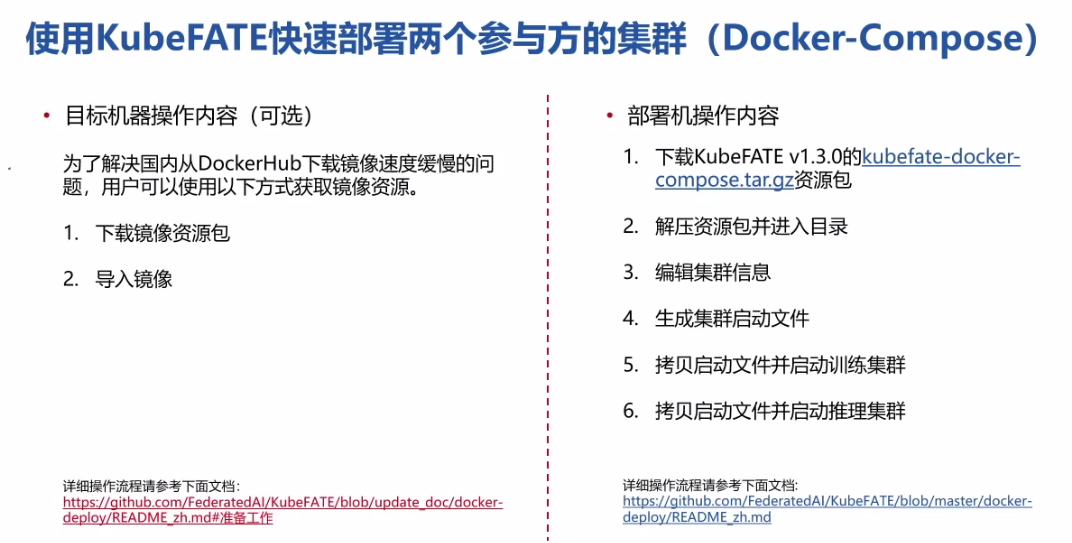 使用KubeFATE快速部署两个参与方的集群（Docker-Compose）
• 目标机器操作内容（可选）
为了解决国内从DockerHub下载镜像速度缓慢的问
题，用户可以使用以下方式获取镜像资源。
1. 下载镜像资源包
2. 导入镜像
详细操作流程请参考下面文档：
https://github.com/FederatedAI/KubeFATE/blob/update_doc/docker-
deploy/README_zh.md#准备工作
• 部署机操作内容
1. 下载KubeFATE v1.3.0的kubefate-docker-
compose.tar.gz资源包
2. 解压资源包并进入目录
3. 编辑集群信息
4. 生成集群启动文件
5. 拷贝启动文件并启动训练集群
6. 拷贝启动文件并启动推理集群
详细操作流程请参考下面文档:
https://github.com/FederatedAI/KubeFATE/blob/master/docker-
deploy/README_zh.md